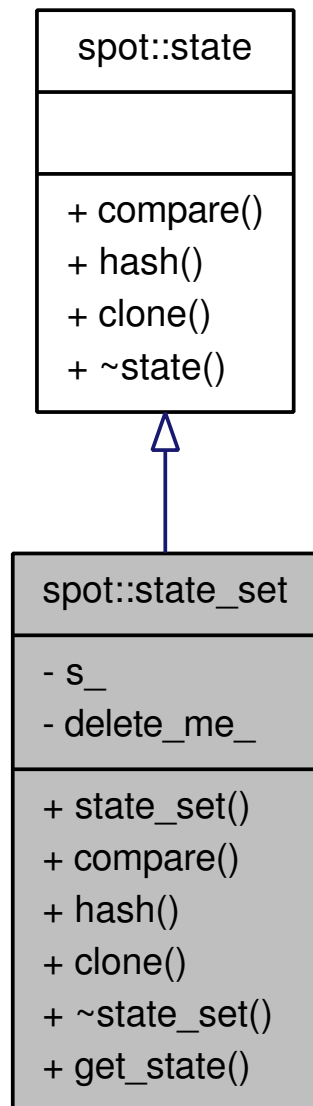 spot::state
+ compare()
+ hash()
+ clone()
+ ~state()
spot::state_set
- s_
- delete_me_
+ state_set()
+ compare()
+ hash()
+ clone()
+ ~state_set()
+ get_state()